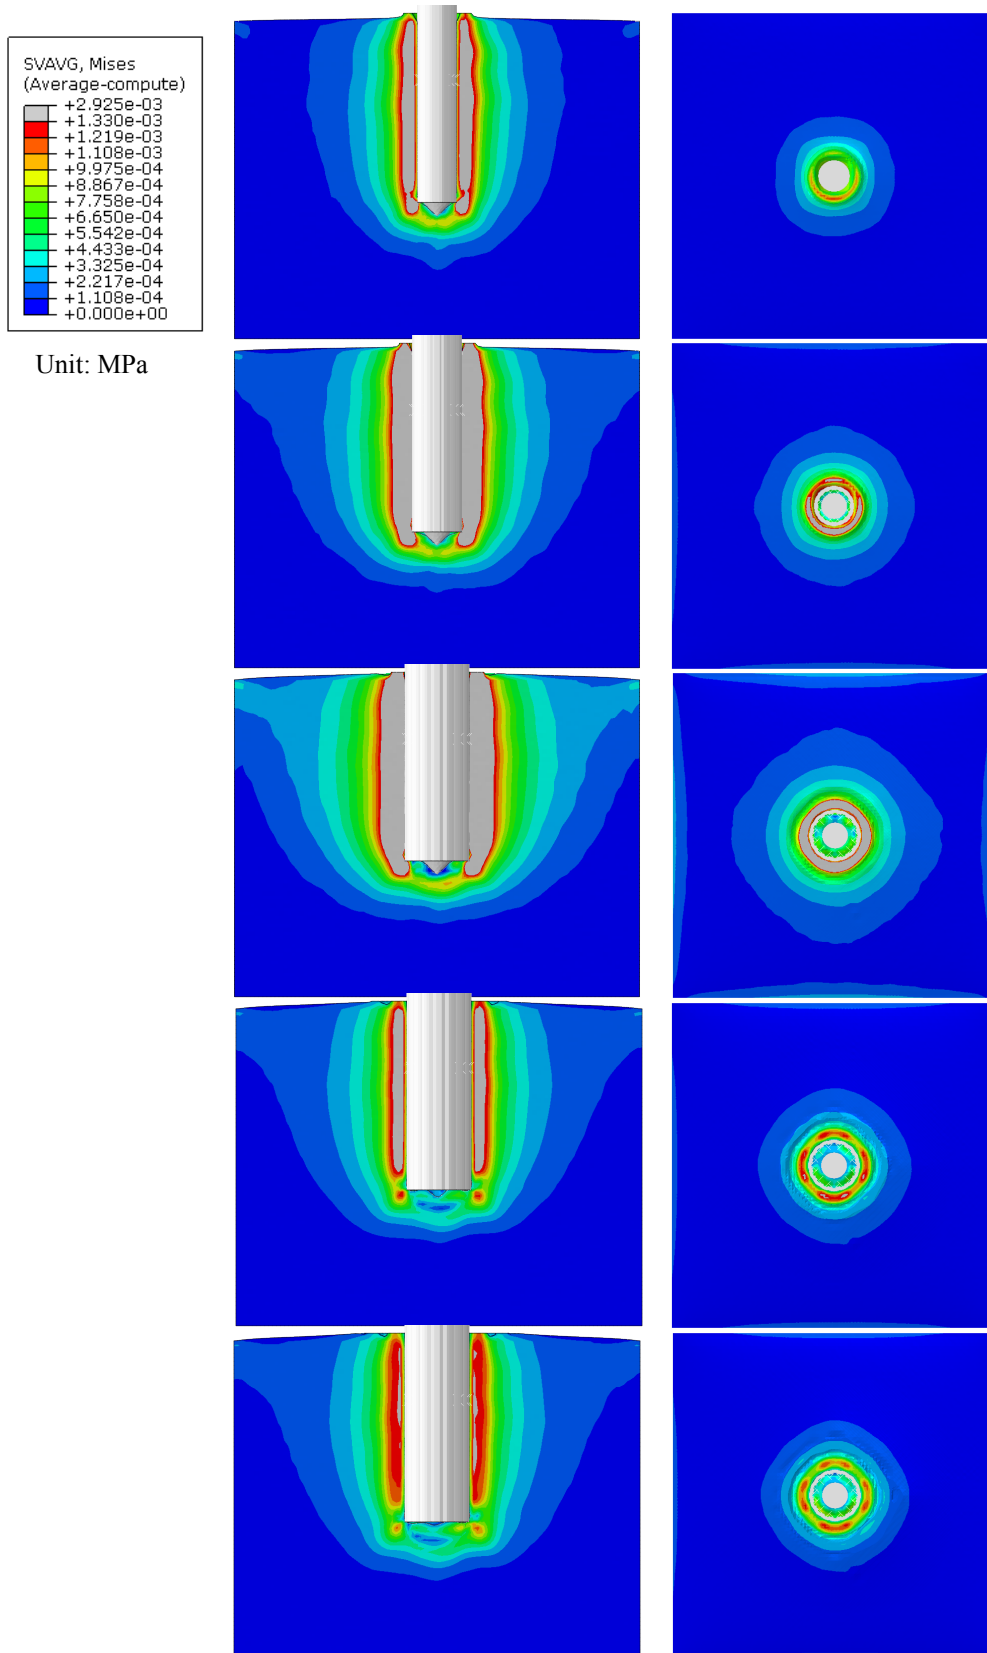 SVAVG, Mises
(Average-compute)
+2.925e-03
+1.330e-03
+1.219e-03
+1.108e-03
+9.975e-04
+8.867e-04
+7.758e-04
+6.650e-04
+5.542e-04
+4.433e-04
+3.325e-04
+2.217e-04
+1.108e-04
+0.000e+00
Unit: MPa